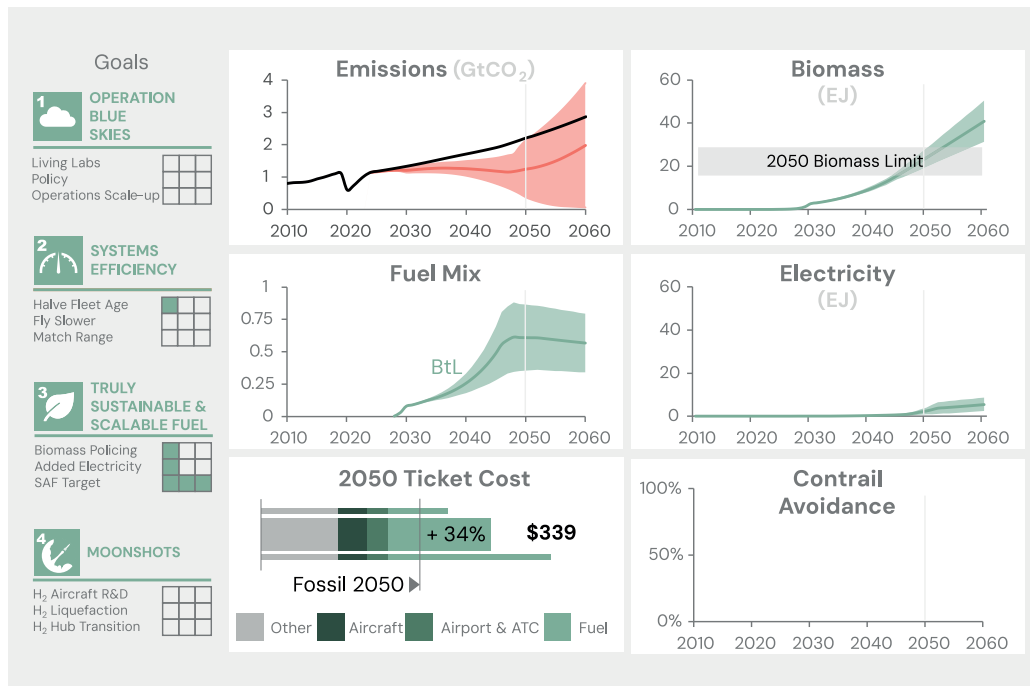 Goals
1
OPERATION
BLUE
SKIES
Living Labs
Policy
Operations Scale-up
2
SYSTEMS
EFFICIENCY
Halve Fleet Age
Fly Slower
Match Range
3
TRULY
SUSTAINABLE &
SCALABLE FUEL
Biomass Policing
Added Electricity
SAF Target
4
MOONSHOTS
H₂ Aircraft R&D
H₂ Liquefaction
H₂ Hub Transition
Emissions (GtCO₂)
4
3
2
1
0
2010 2020 2030 2040 2050 2060
Biomass
(EJ)
60
40
20
0
2050 Biomass Limit
2010 2020 2030 2040 2050 2060
Fuel Mix
1
0.75
0.5
0.25
0
BtL
2010 2020 2030 2040 2050 2060
Electricity
(EJ)
60
40
20
0
2010 2020 2030 2040 2050 2060
2050 Ticket Cost
+ 34%
$339
Fossil 2050
Other Aircraft Airport & ATC Fuel
Contrail
Avoidance
100%
50%
0%
2010 2020 2030 2040 2050 2060